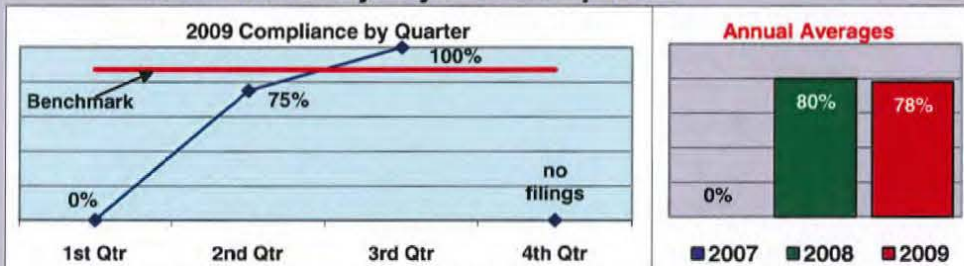 2009 Compliance by Quarter
100%
Benchmark
75%
0%
no
filings
1st Qtr 2nd Qtr 3rd Qtr 4th Qtr
Annual Averages
80% 78%
0%
2007 2008 2009